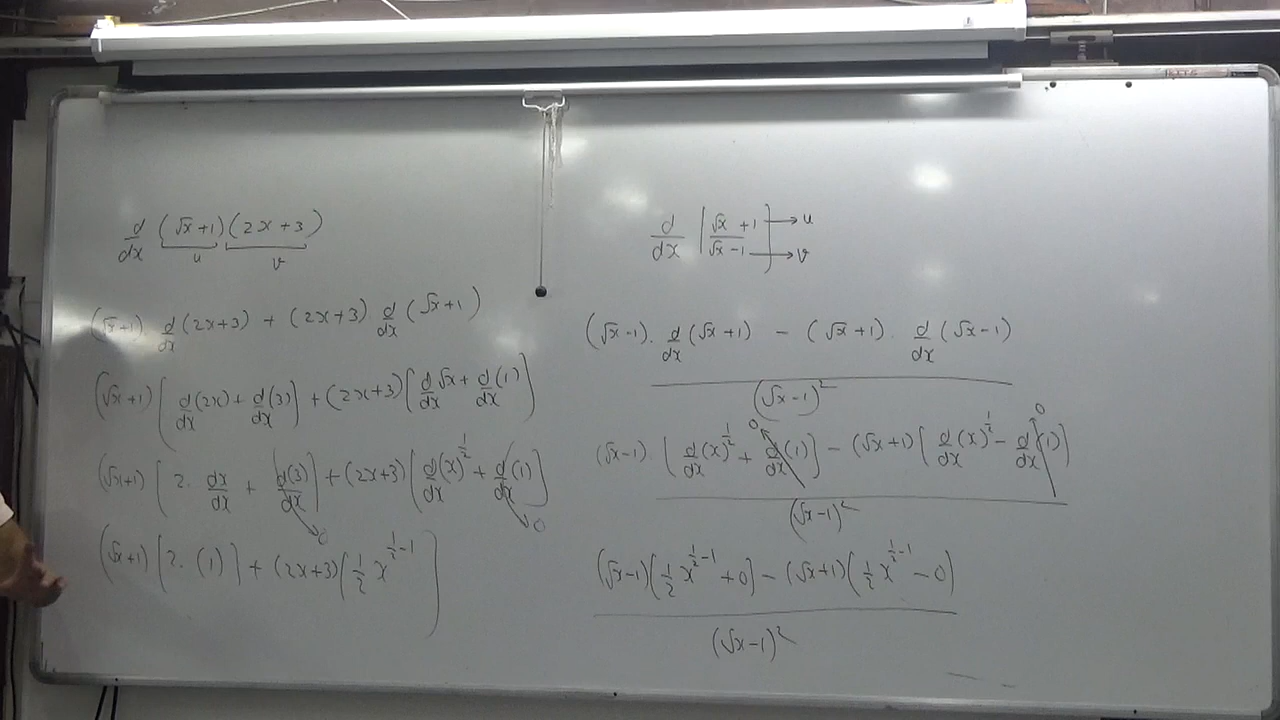 d/dx (√x+1)(2x+3)
u v
(√x+1) d/dx (2x+3) + (2x+3) d/dx (√x+1)
(√x+1) [d/dx (2x) + d/dx (3)] + (2x+3) [d/dx √x + d/dx (1)]
(√x+1) [2. dx/dx + d(3)/dx] + (2x+3) [d/dx (x)^1/2 + d/dx (1)]
0 0
(√x+1) [2. (1)] + (2x+3) (1/2 x^1/2-1)
d/dx [√x+1 / √x-1] → u → v
(√x-1). d/dx (√x+1) - (√x+1). d/dx (√x-1)
(√x-1)²
(√x-1). [d/dx (x)^1/2 + d/dx (1)] - (√x+1) [d/dx (x)^1/2 - d/dx (1)]
0 0
(√x-1)²
(√x-1) (1/2 x^1/2-1 + 0) - (√x+1) (1/2 x^1/2-1 - 0)
(√x-1)²